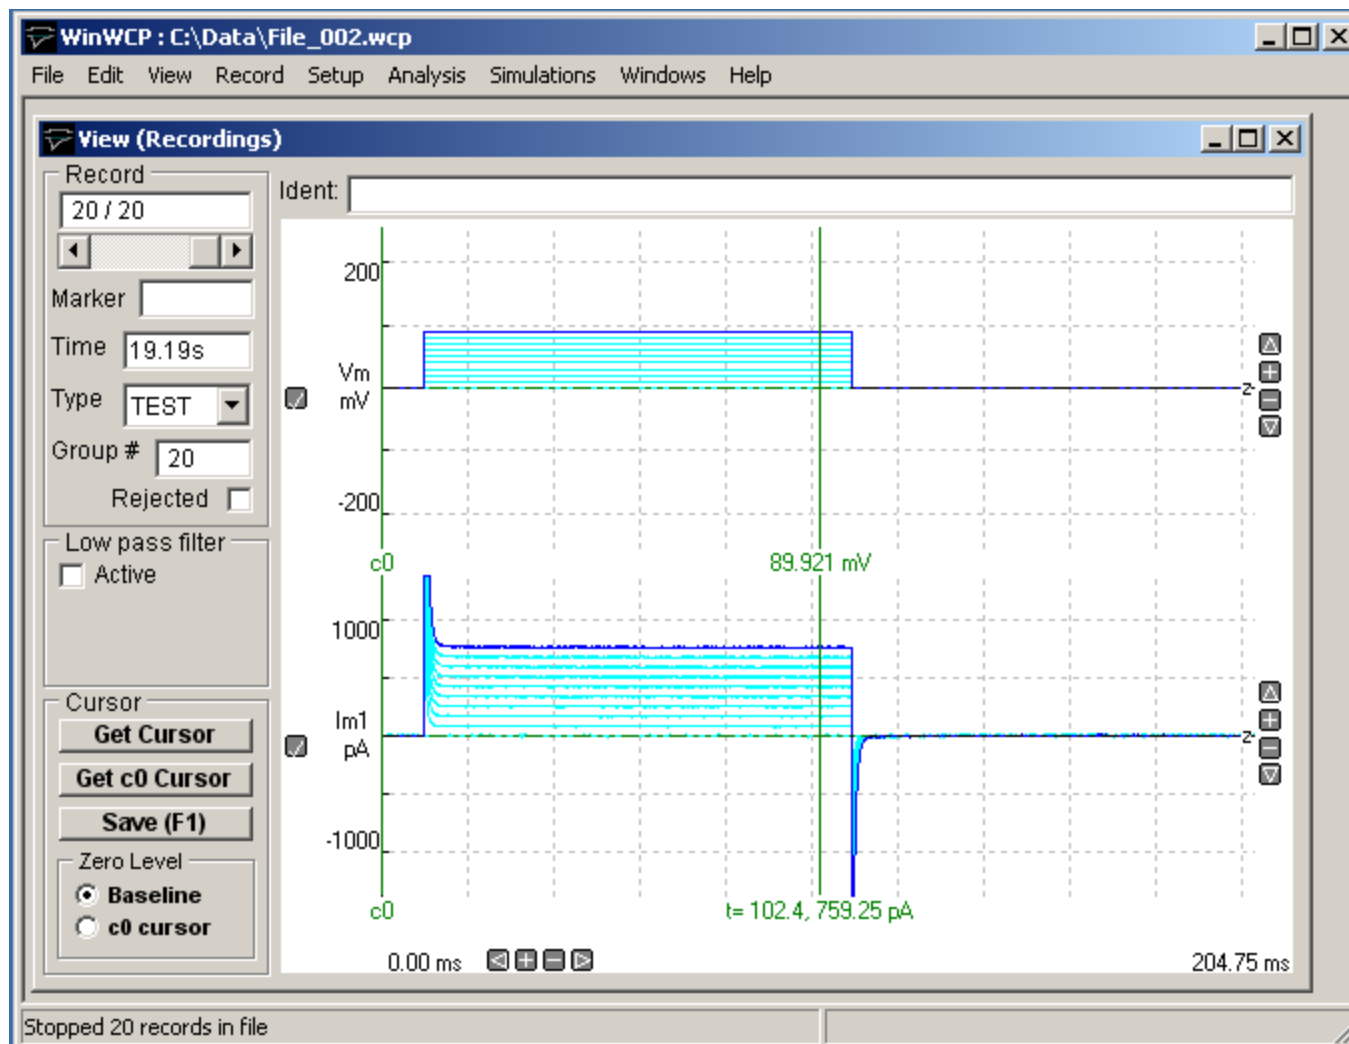 WinWCP : C:\Data\File_002.wcp
File Edit View Record Setup Analysis Simulations Windows Help
View (Recordings)
Record
20 / 20
Marker
Time 19.19s
Type TEST
Group # 20
Rejected
Low pass filter
Active
Cursor
Get Cursor
Get c0 Cursor
Save (F1)
Zero Level
Baseline
c0 cursor
Ident:
200
Vm
mV
-200
z
c0 89.921 mV
1000
Im1
pA
-1000
z
c0 t= 102.4, 759.25 pA
0.00 ms 204.75 ms
Stopped 20 records in file